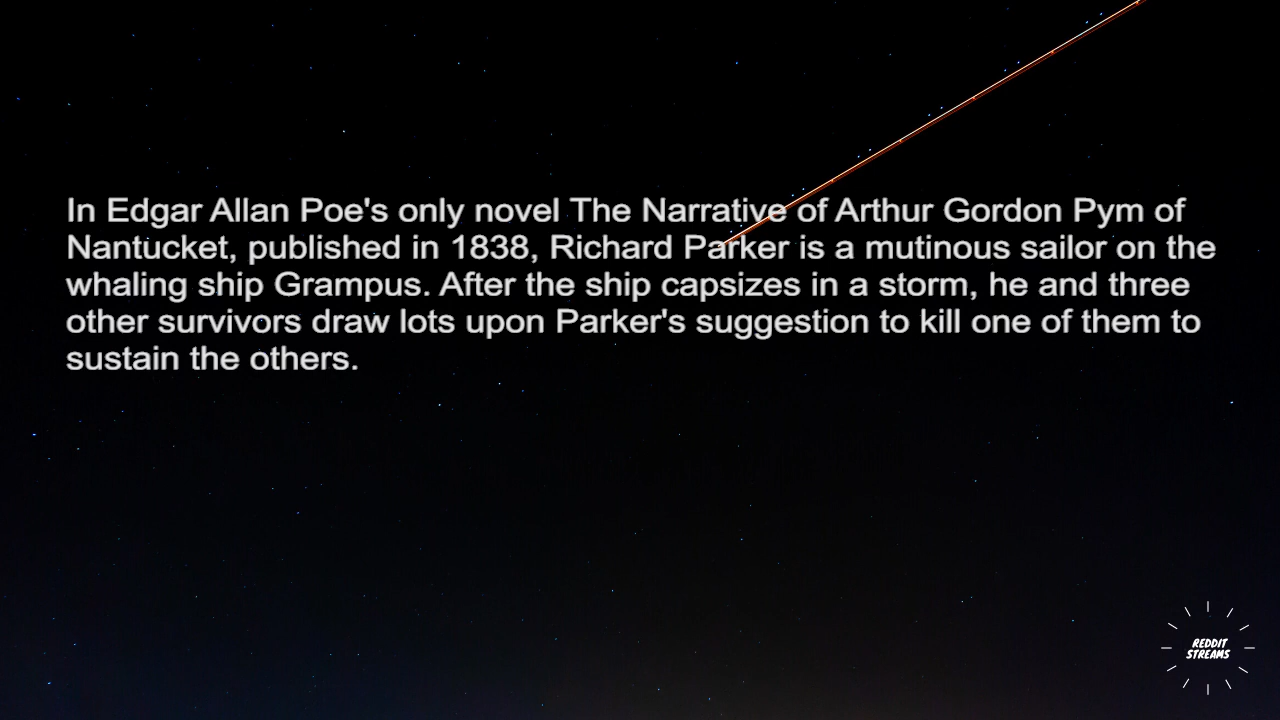 In Edgar Allan Poe's only novel The Narrative of Arthur Gordon Pym of
Nantucket, published in 1838, Richard Parker is a mutinous sailor on the
whaling ship Grampus. After the ship capsizes in a storm, he and three
other survivors draw lots upon Parker's suggestion to kill one of them to
sustain the others.
REDDIT
STREAMS